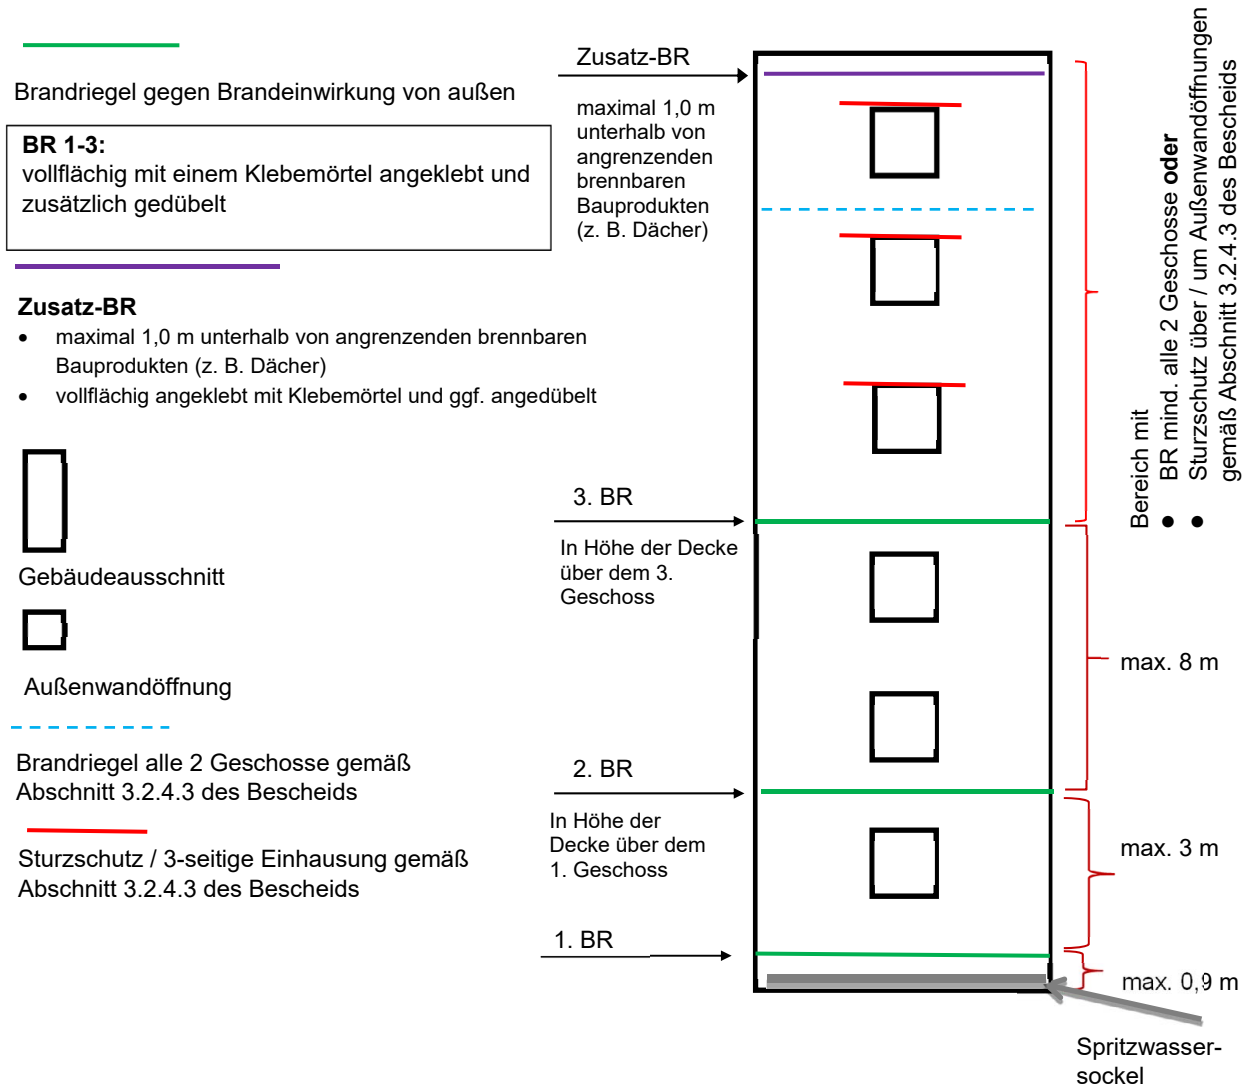 Brandriegel gegen Brandeinwirkung von außen
BR 1-3:
vollflächig mit einem Klebemörtel angeklebt und
zusätzlich gedübelt
Zusatz-BR
• maximal 1,0 m unterhalb von angrenzenden brennbaren
Bauprodukten (z. B. Dächer)
• vollflächig angeklebt mit Klebemörtel und ggf. angedübelt
Gebäudeausschnitt
Außenwandöffnung
Brandriegel alle 2 Geschosse gemäß
Abschnitt 3.2.4.3 des Bescheids
Sturzschutz / 3-seitige Einhausung gemäß
Abschnitt 3.2.4.3 des Bescheids
Zusatz-BR
maximal 1,0 m
unterhalb von
angrenzenden
brennbaren
Bauprodukten
(z. B. Dächer)
3. BR
In Höhe der Decke
über dem 3.
Geschoss
2. BR
In Höhe der
Decke über dem
1. Geschoss
1. BR
Bereich mit
• BR mind. alle 2 Geschosse oder
• Sturzschutz über / um Außenwandöffnungen
gemäß Abschnitt 3.2.4.3 des Bescheids
max. 8 m
max. 3 m
max. 0,9 m
Spritzwasser-
sockel